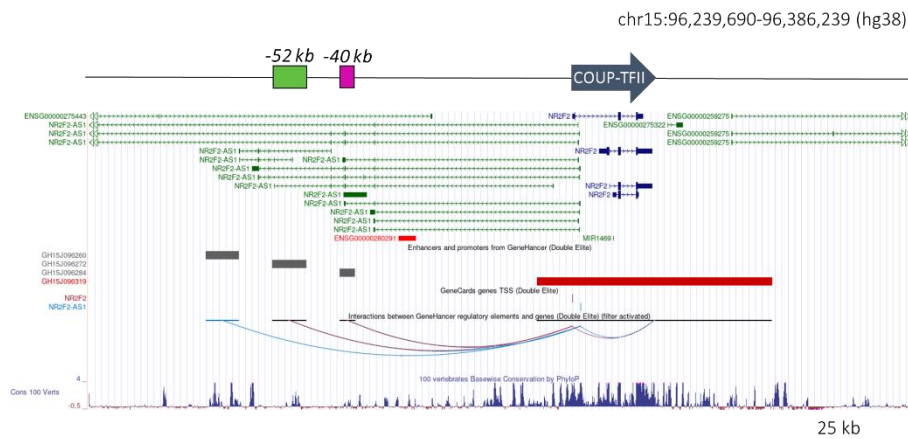 chr15:96,239,690-96,386,239 (hg38)
-52 kb -40 kb
COUP-TFII
ENSG00000275443 NR2F2
NR2F2-AS1 ENSG00000275322
NR2F2-AS1 ENSG00000259275
NR2F2-AS1 ENSG00000259275
NR2F2-AS1 NR2F2
NR2F2-AS1 NR2F2-AS1
NR2F2-AS1
NR2F2-AS1
NR2F2-AS1 NR2F2
NR2F2-AS1 NR2F2
NR2F2-AS1
NR2F2-AS1
NR2F2-AS1
NR2F2-AS1
ENSG00000280291 MIR1469
Enhancers and promoters from GeneHancer (Double Elite)
GH15J096260
GH15J096272
GH15J096284
GH15J096319
GeneCards genes TSS (Double Elite)
NR2F2
NR2F2-AS1
Interactions between GeneHancer regulatory elements and genes (Double Elite) (filter activated)
100 vertebrates Basewise Conservation by PhyloP
4
Cons 100 Verts
-0.5
25 kb